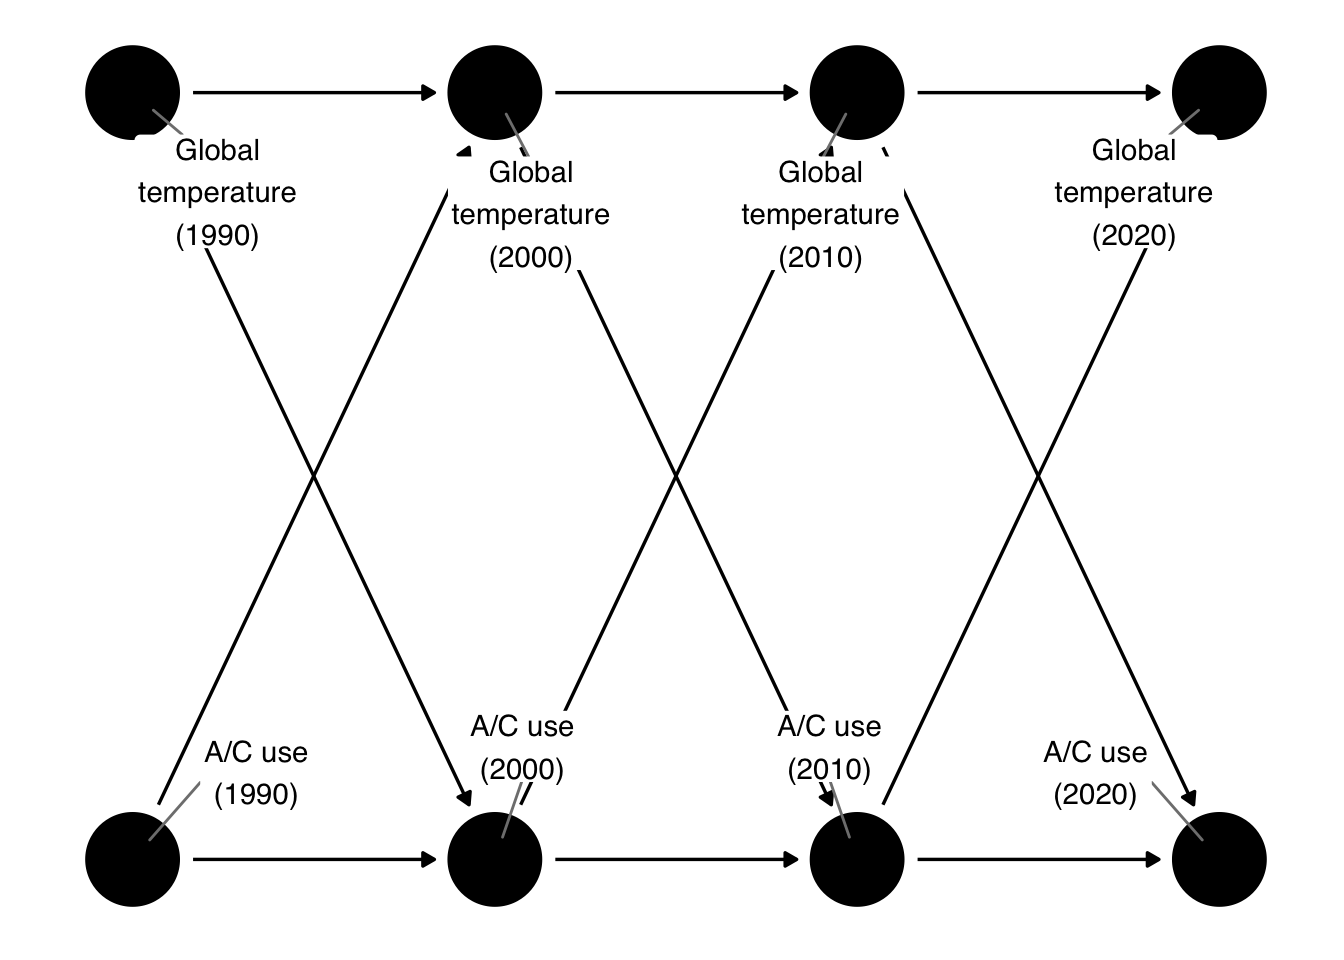 Global
temperature
(1990)
Global
temperature
(2000)
Global
temperature
(2010)
Global
temperature
(2020)
A/C use
(1990)
A/C use
(2000)
A/C use
(2010)
A/C use
(2020)